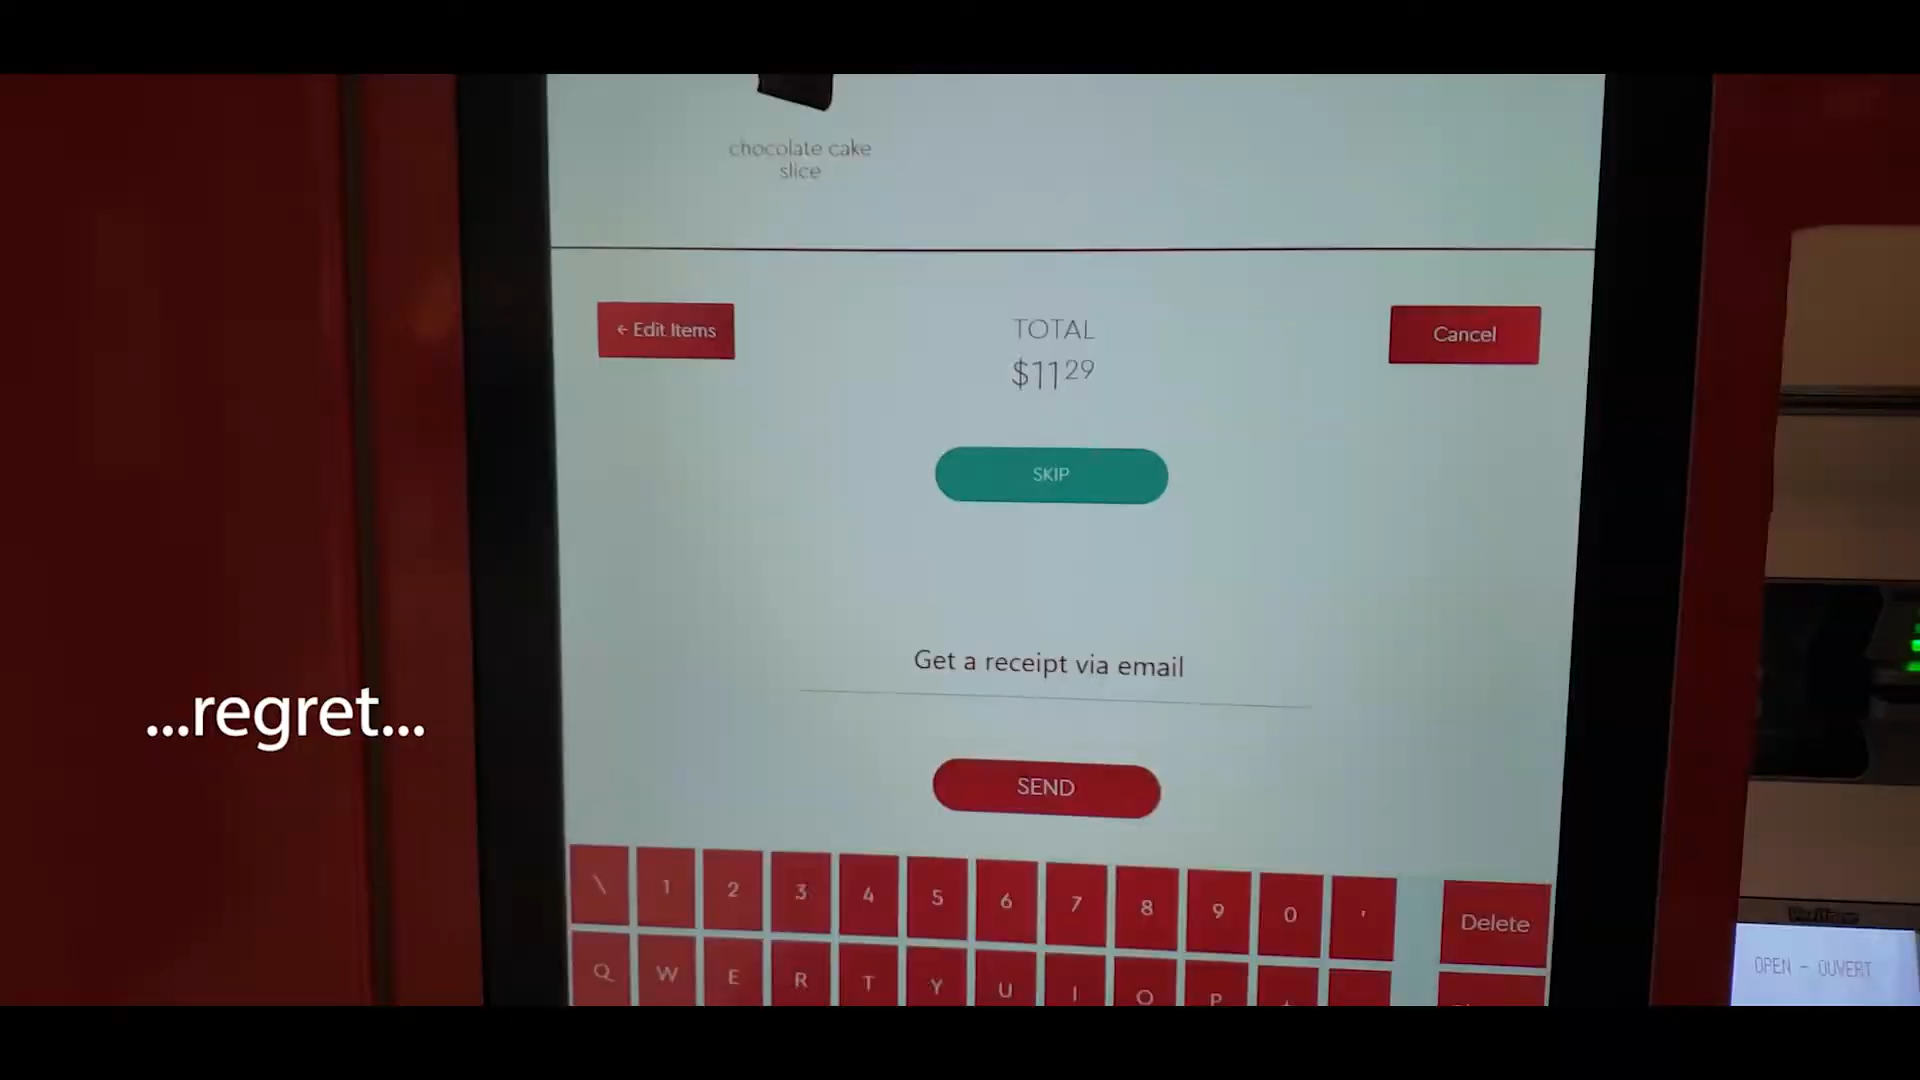 chocolate cake
slice
← Edit Items
TOTAL
$11 29
Cancel
SKIP
Get a receipt via email
SEND
...regret...
\ 1 2 3 4 5 6 7 8 9 0 ' Delete
Q W E R T Y U I O P
OPEN - OUVERT